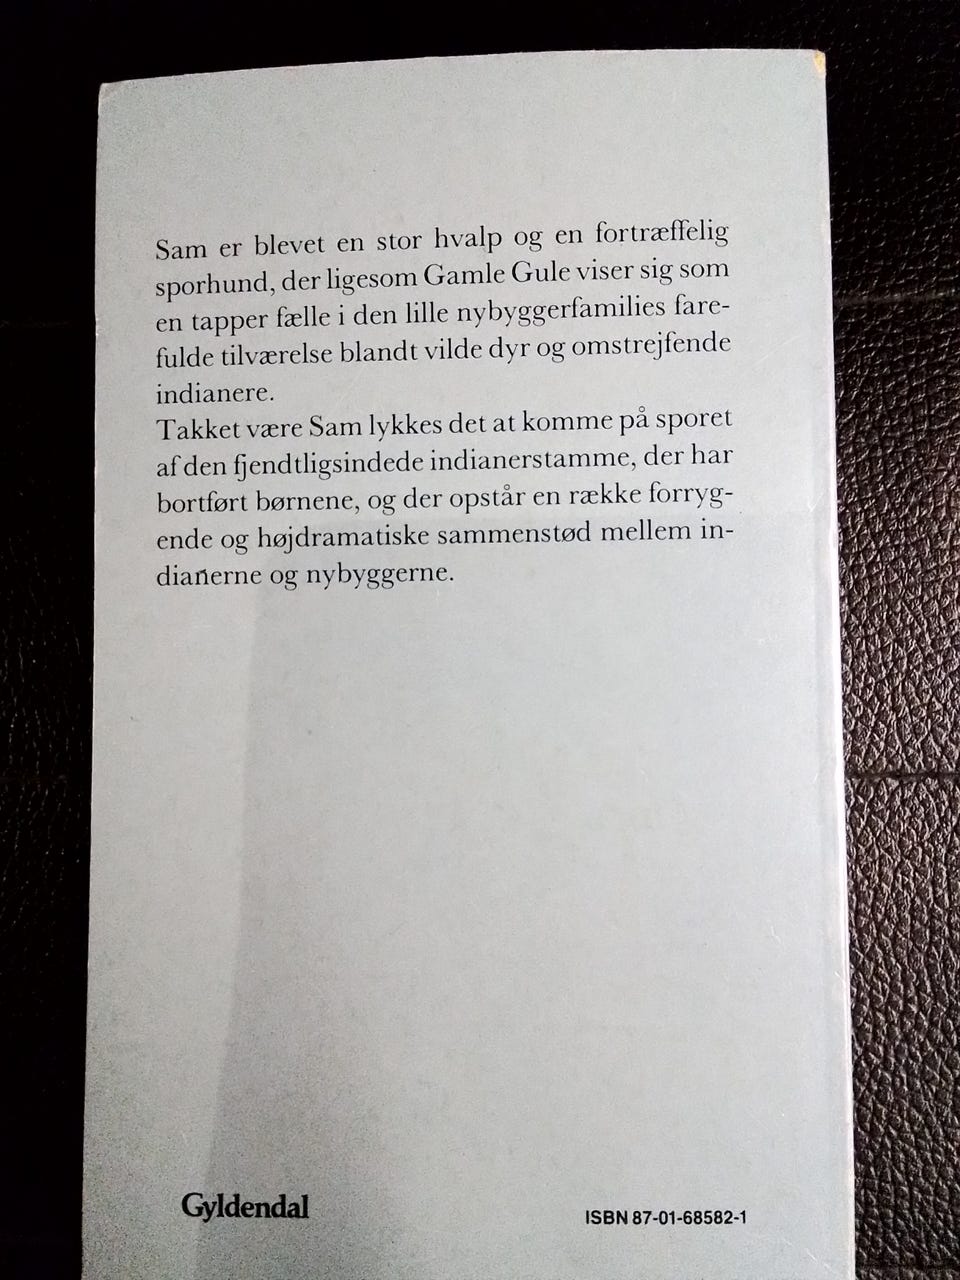 Sam er blevet en stor hvalp og en fortræffelig
sporhund, der ligesom Gamle Gule viser sig som
en tapper fælle i den lille nybyggerfamilies fare-
fulde tilværelse blandt vilde dyr og omstrejfende
indianere.
Takket være Sam lykkes det at komme på sporet
af den fjendtligsindede indianerstamme, der har
bortført børnene, og der opstår en række forryg-
ende og højdramatiske sammenstød mellem in-
dianerne og nybyggerne.
Gyldendal
ISBN 87-01-68582-1